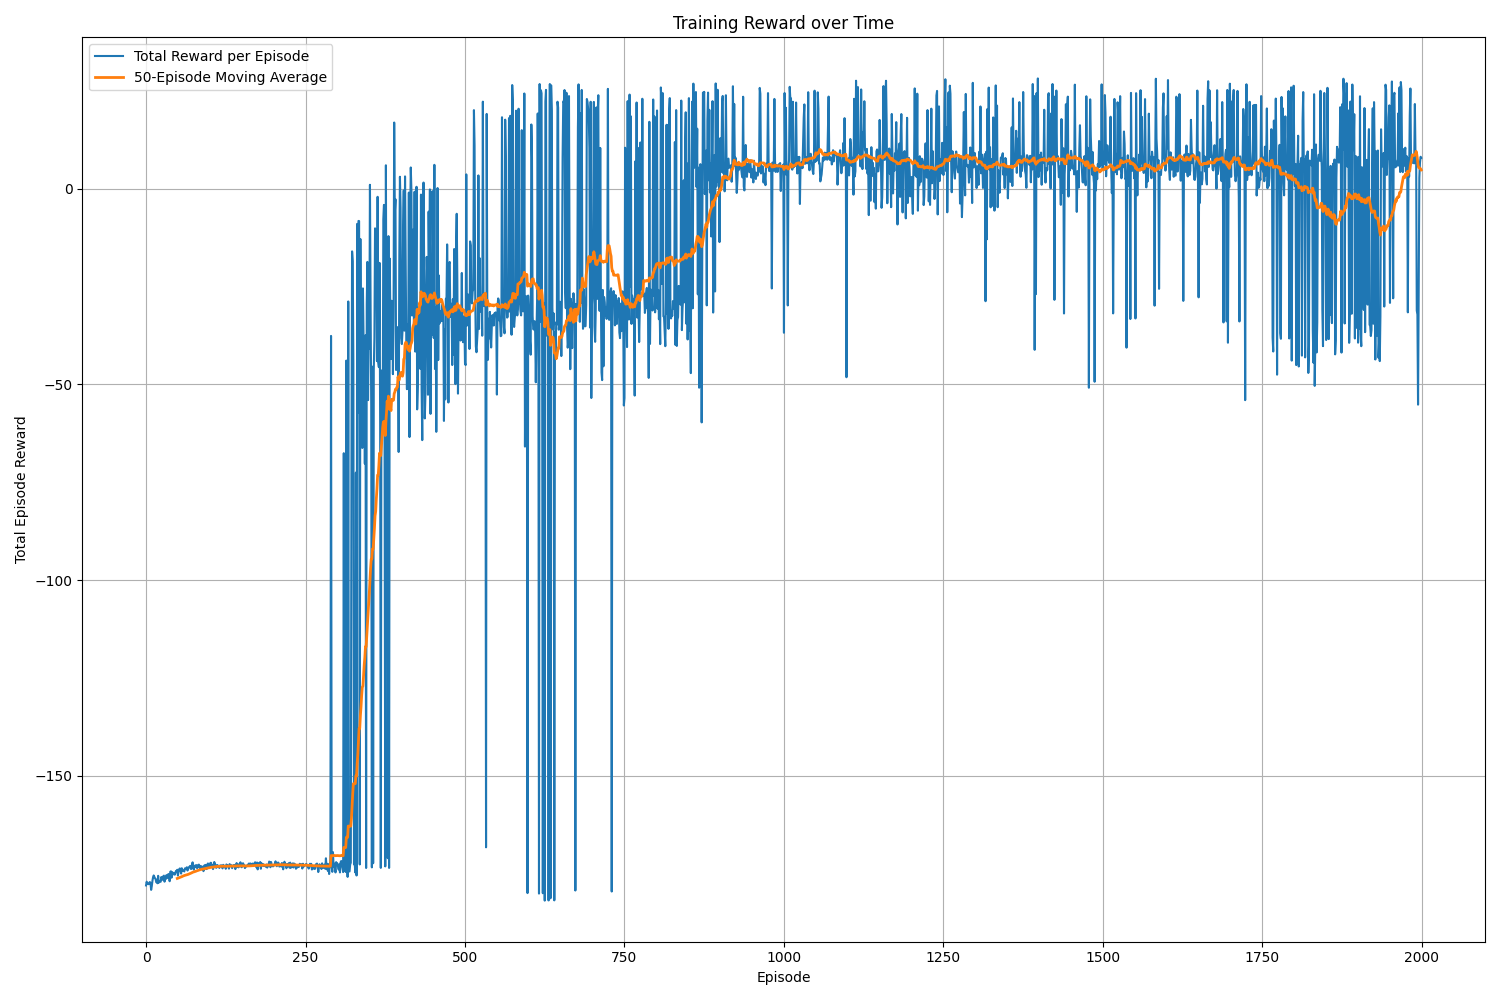 Training Reward over Time
Total Reward per Episode
50-Episode Moving Average
Total Episode Reward
0
−50
−100
−150
0
250
500
750
1000
1250
1500
1750
2000
Episode